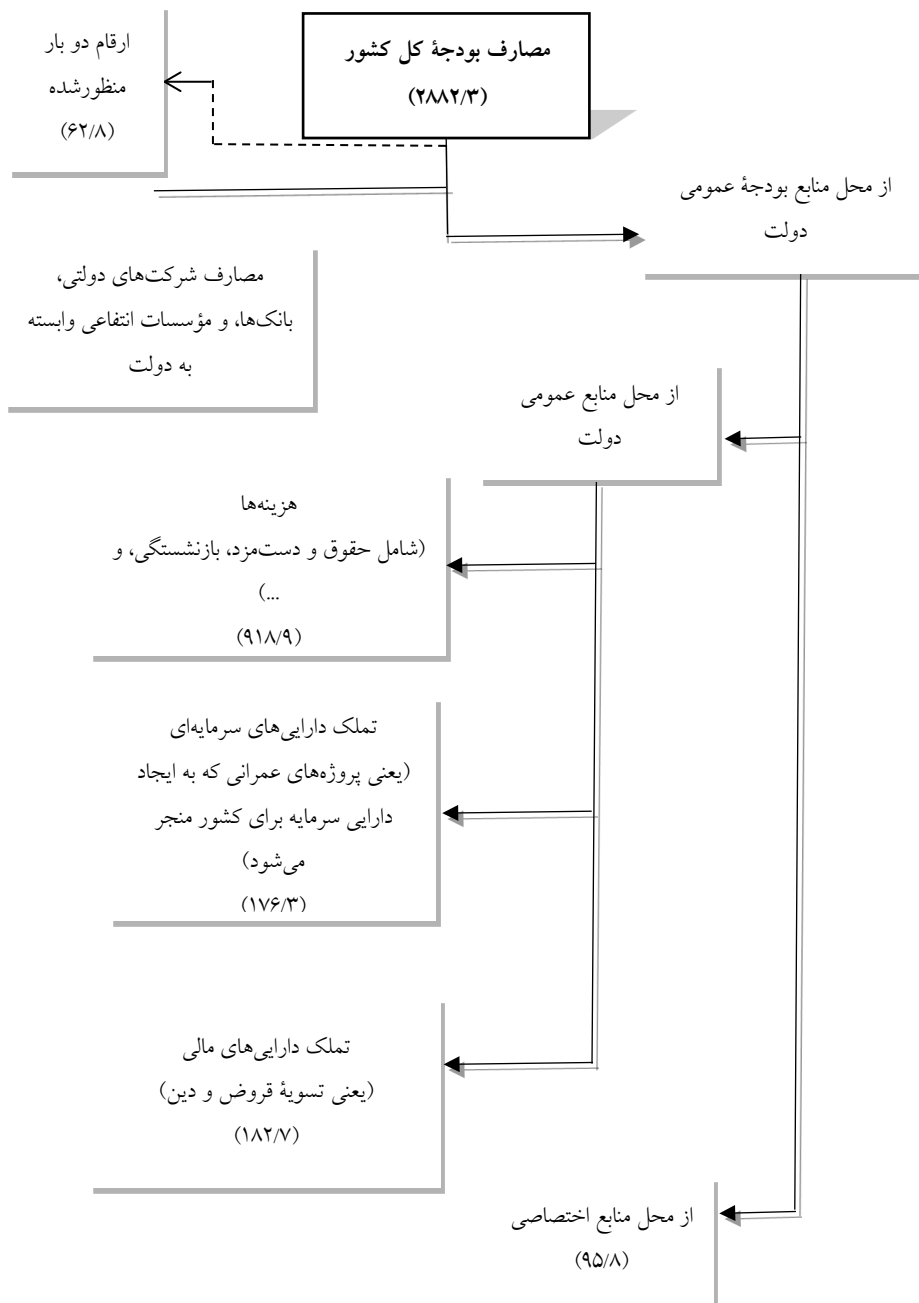 مصارف بودجهٔ کل کشور
(۲۸۸۲/۳)
ارقام دو بار
منظورشده
(۶۲/۸)
از محل منابع بودجهٔ عمومی
دولت
مصارف شرکت‌های دولتی،
بانک‌ها، و مؤسسات انتفاعی وابسته
به دولت
از محل منابع عمومی
دولت
هزینه‌ها
(شامل حقوق و دست‌مزد، بازنشستگی، و
...)
(۹۱۸/۹)
تملک دارایی‌های سرمایه‌ای
(یعنی پروژه‌های عمرانی که به ایجاد
دارایی سرمایه برای کشور منجر
می‌شود)
(۱۷۶/۳)
تملک دارایی‌های مالی
(یعنی تسویهٔ قروض و دین)
(۱۸۲/۷)
از محل منابع اختصاصی
(۹۵/۸)